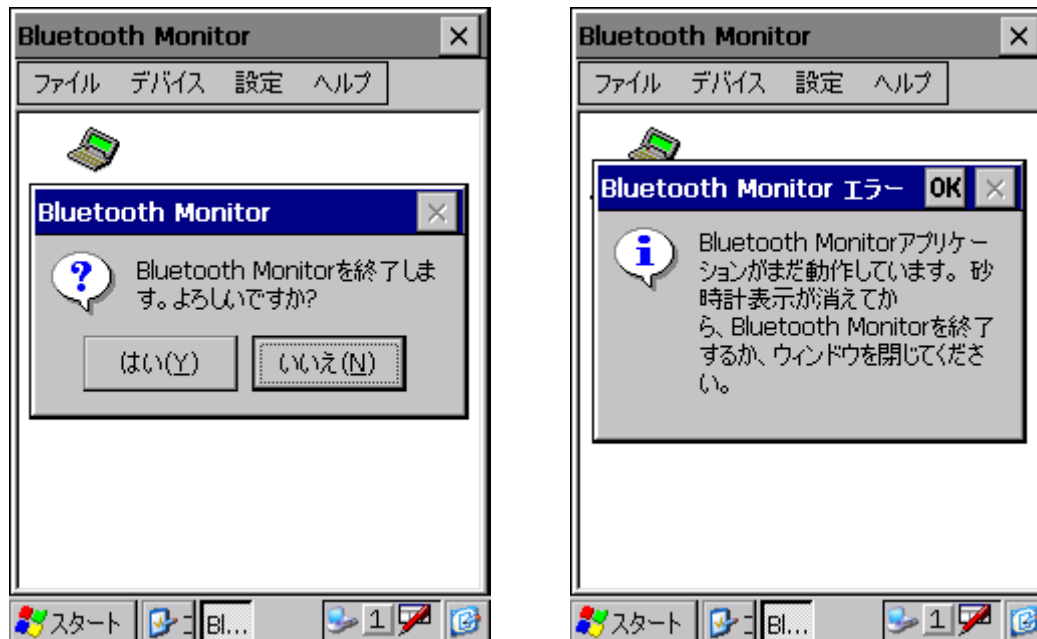 Bluetooth Monitor
ファイル デバイス 設定 ヘルプ
Bluetooth Monitor
Bluetooth Monitorを終了しま
す。よろしいですか?
はい(Y) いいえ(N)
スタート コ Bl... 1
Bluetooth Monitor
ファイル デバイス 設定 ヘルプ
Bluetooth Monitor エラー OK
Bluetooth Monitorアプリケー
ションがまだ動作しています。砂
時計表示が消えてか
ら、Bluetooth Monitorを終了
するか、ウィンドウを閉じてくださ
い。
スタート コ Bl... 1